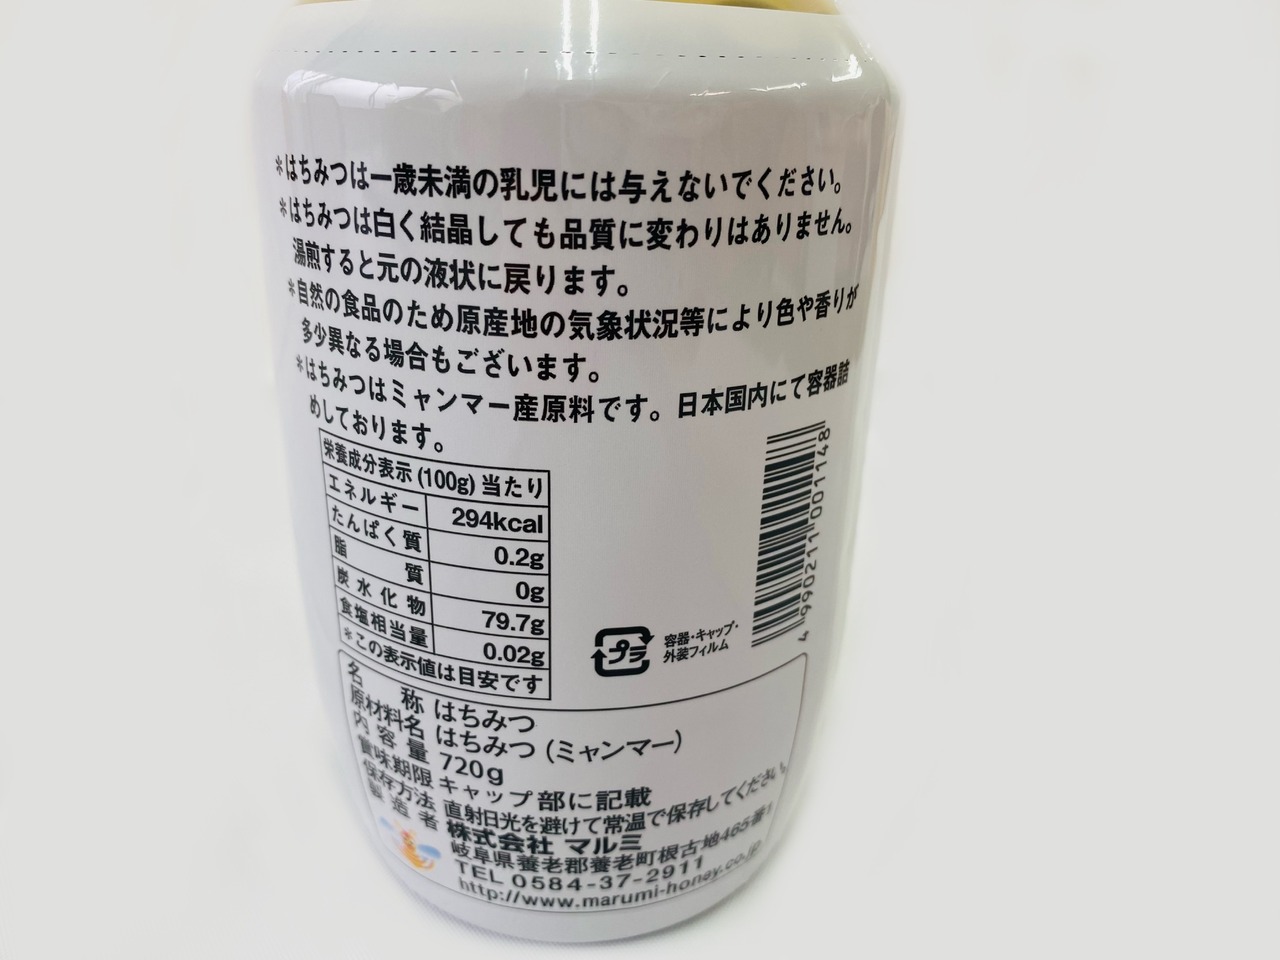 ＊はちみつは一歳未満の乳児には与えないでください。
＊はちみつは白く結晶しても品質に変わりはありません。
湯煎すると元の液状に戻ります。
＊自然の食品のため原産地の気象状況等により色や香りが
多少異なる場合もございます。
＊はちみつはミャンマー産原料です。日本国内にて容器詰
めしております。
栄養成分表示(100g)当たり
エネルギー 294kcal
たんぱく質 0.2g
脂質 0g
炭水化物 79.7g
食塩相当量 0.02g
＊この表示値は目安です
プラ
容器・キャップ・
外装フィルム
4 990211 001148
名称 はちみつ
原材料名 はちみつ(ミャンマー)
内容量 720g
賞味期限 キャップ部に記載
保存方法 直射日光を避けて常温で保存してください。
製造者 株式会社 マルミ
岐阜県養老郡養老町根古地465番1
TEL 0584-37-2911
http://www.marumi-honey.co.jp